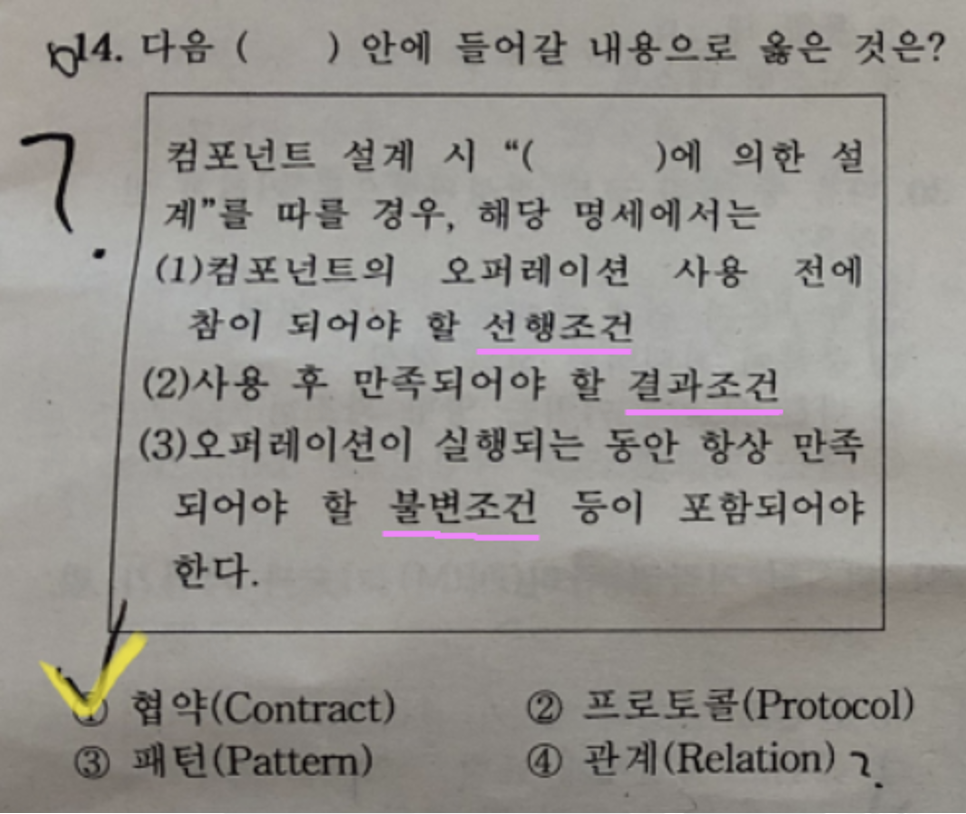 14. 다음 ( ) 안에 들어갈 내용으로 옳은 것은?
?
컴포넌트 설계 시 “( )에 의한 설
계”를 따를 경우, 해당 명세에서는
(1)컴포넌트의 오퍼레이션 사용 전에
참이 되어야 할 선행조건
(2)사용 후 만족되어야 할 결과조건
(3)오퍼레이션이 실행되는 동안 항상 만족
되어야 할 불변조건 등이 포함되어야
한다.
① 협약(Contract) ② 프로토콜(Protocol)
③ 패턴(Pattern) ④ 관계(Relation) ?